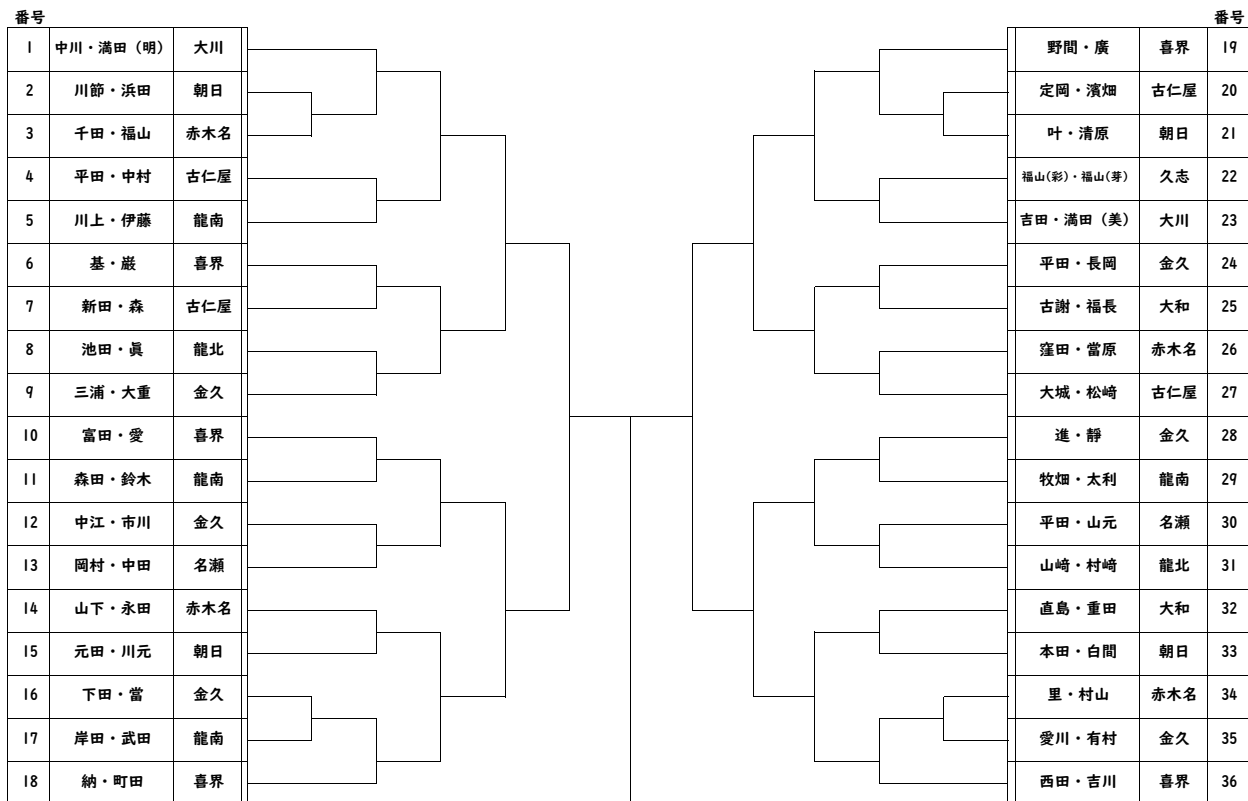 番号 番号
1 中川・満田（明） 大川 野間・廣 喜界 19
2 川節・浜田 朝日 定岡・濱畑 古仁屋 20
3 千田・福山 赤木名 叶・清原 朝日 21
4 平田・中村 古仁屋 福山(彩)・福山(芽) 久志 22
5 川上・伊藤 龍南 吉田・満田（美） 大川 23
6 基・巌 喜界 平田・長岡 金久 24
7 新田・森 古仁屋 古謝・福長 大和 25
8 池田・眞 龍北 窪田・當原 赤木名 26
9 三浦・大重 金久 大城・松﨑 古仁屋 27
10 富田・愛 喜界 進・靜 金久 28
11 森田・鈴木 龍南 牧畑・太利 龍南 29
12 中江・市川 金久 平田・山元 名瀬 30
13 岡村・中田 名瀬 山﨑・村﨑 龍北 31
14 山下・永田 赤木名 直島・重田 大和 32
15 元田・川元 朝日 本田・白間 朝日 33
16 下田・當 金久 里・村山 赤木名 34
17 岸田・武田 龍南 愛川・有村 金久 35
18 納・町田 喜界 西田・吉川 喜界 36